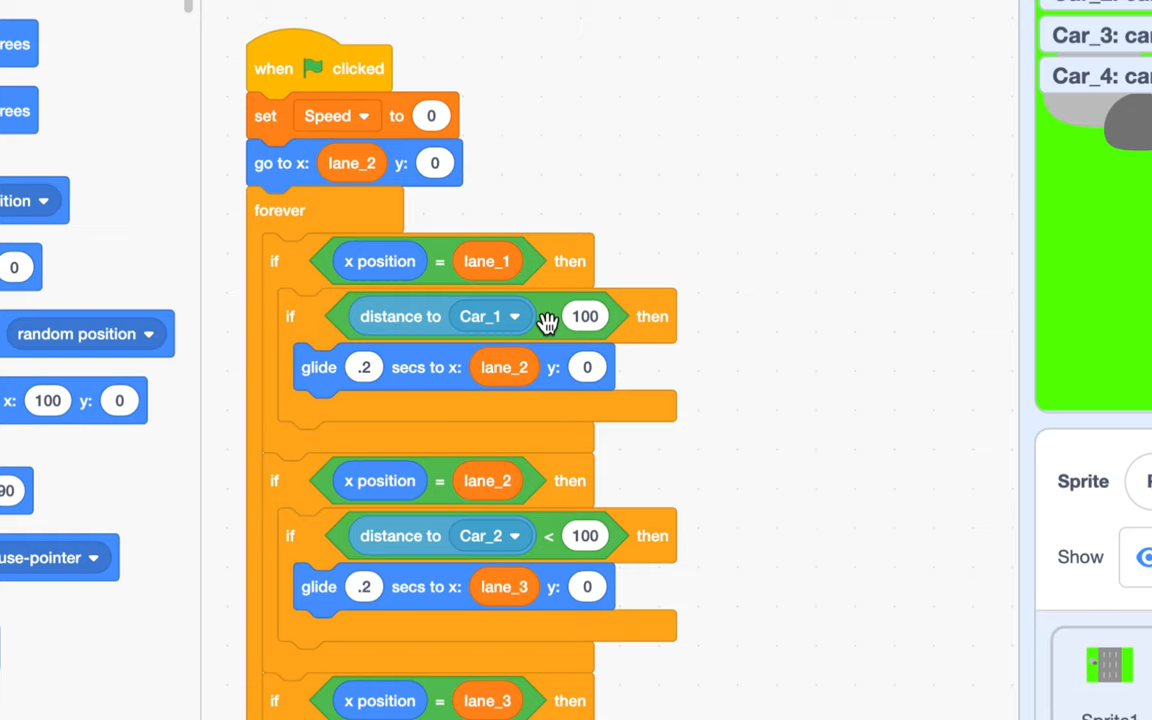 rees
rees
ition
0
random position
x: 100 y: 0
90
use-pointer
when clicked
set Speed to 0
go to x: lane_2 y: 0
forever
if x position = lane_1 then
if distance to Car_1 100 then
glide .2 secs to x: lane_2 y: 0
if x position = lane_2 then
if distance to Car_2 < 100 then
glide .2 secs to x: lane_3 y: 0
if x position = lane_3 then
Car_3: car
Car_4: car
Sprite
Show
Sprite1